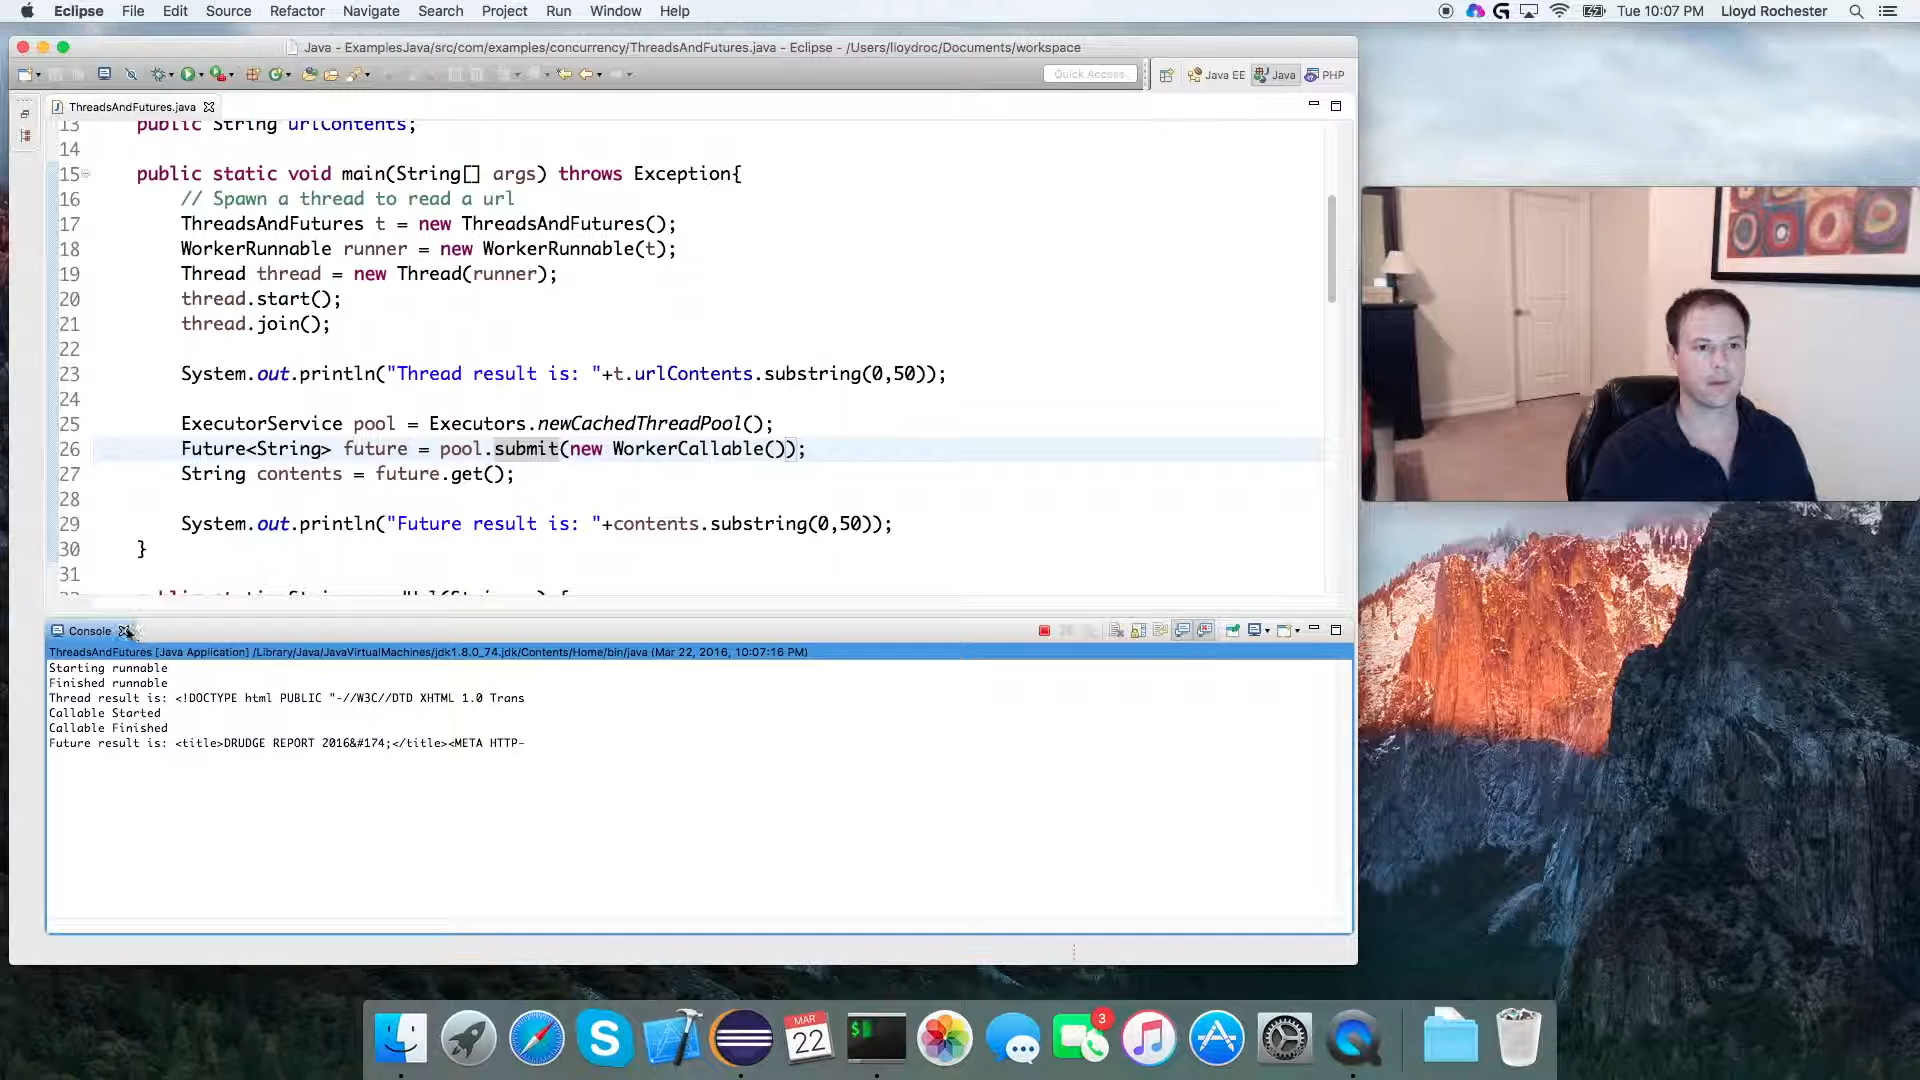 Eclipse File Edit Source Refactor Navigate Search Project Run Window Help Tue 10:07 PM Lloyd Rochester
Java - ExamplesJava/src/com/examples/concurrency/ThreadsAndFutures.java - Eclipse - /Users/lloydroc/Documents/workspace
Quick Access Java EE Java PHP
ThreadsAndFutures.java
13 public String urlContents;
14
15 public static void main(String[] args) throws Exception{
16 // Spawn a thread to read a url
17 ThreadsAndFutures t = new ThreadsAndFutures();
18 WorkerRunnable runner = new WorkerRunnable(t);
19 Thread thread = new Thread(runner);
20 thread.start();
21 thread.join();
22
23 System.out.println("Thread result is: "+t.urlContents.substring(0,50));
24
25 ExecutorService pool = Executors.newCachedThreadPool();
26 Future<String> future = pool.submit(new WorkerCallable());
27 String contents = future.get();
28
29 System.out.println("Future result is: "+contents.substring(0,50));
30 }
31
Console
ThreadsAndFutures [Java Application] /Library/Java/JavaVirtualMachines/jdk1.8.0_74.jdk/Contents/Home/bin/java (Mar 22, 2016, 10:07:16 PM)
Starting runnable
Finished runnable
Thread result is: <!DOCTYPE html PUBLIC "-//W3C//DTD XHTML 1.0 Trans
Callable Started
Callable Finished
Future result is: <title>DRUDGE REPORT 2016&#174;</title><META HTTP-
MAR
22
$
3